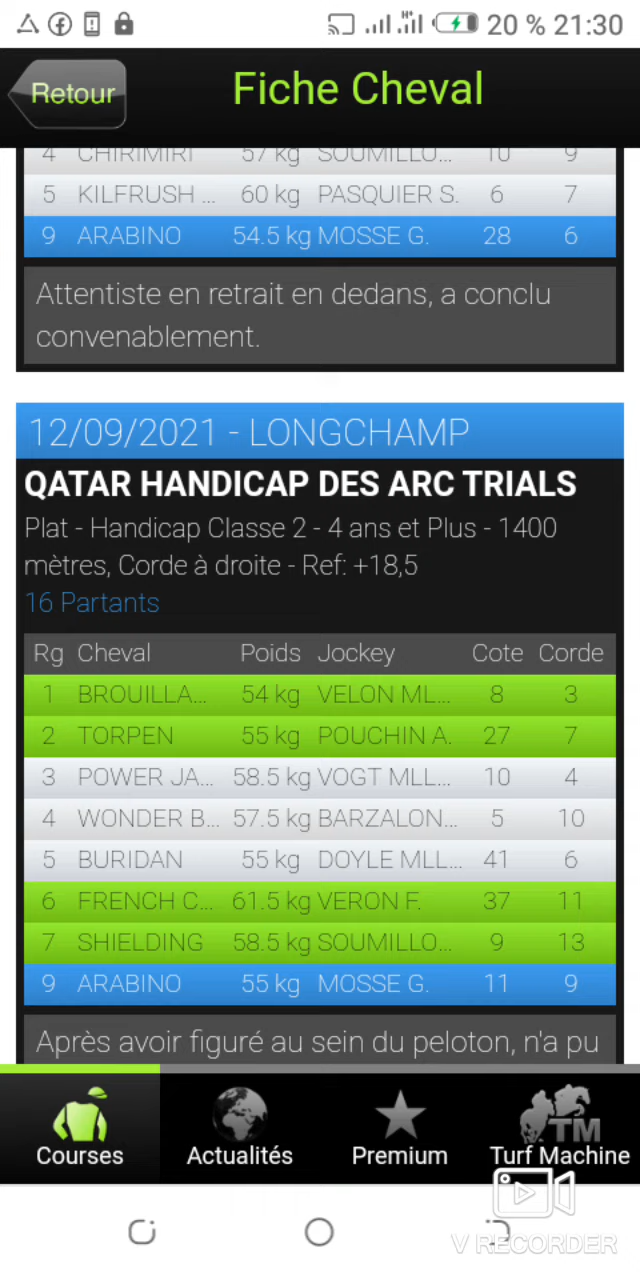 20 % 21:30
Retour
Fiche Cheval
4 CHIRIMIRI 57 kg SOUMILLO... 10 9
5 KILFRUSH ... 60 kg PASQUIER S. 6 7
9 ARABINO 54.5 kg MOSSE G. 28 6
Attentiste en retrait en dedans, a conclu
convenablement.
12/09/2021 - LONGCHAMP
QATAR HANDICAP DES ARC TRIALS
Plat - Handicap Classe 2 - 4 ans et Plus - 1400
mètres, Corde à droite - Ref: +18,5
16 Partants
Rg Cheval Poids Jockey Cote Corde
1 BROUILLA... 54 kg VELON ML... 8 3
2 TORPEN 55 kg POUCHIN A. 27 7
3 POWER JA... 58.5 kg VOGT MLL... 10 4
4 WONDER B... 57.5 kg BARZALON... 5 10
5 BURIDAN 55 kg DOYLE MLL... 41 6
6 FRENCH C... 61.5 kg VERON F. 37 11
7 SHIELDING 58.5 kg SOUMILLO... 9 13
9 ARABINO 55 kg MOSSE G. 11 9
Après avoir figuré au sein du peloton, n'a pu
TM
Courses Actualités Premium Turf Machine
V RECORDER